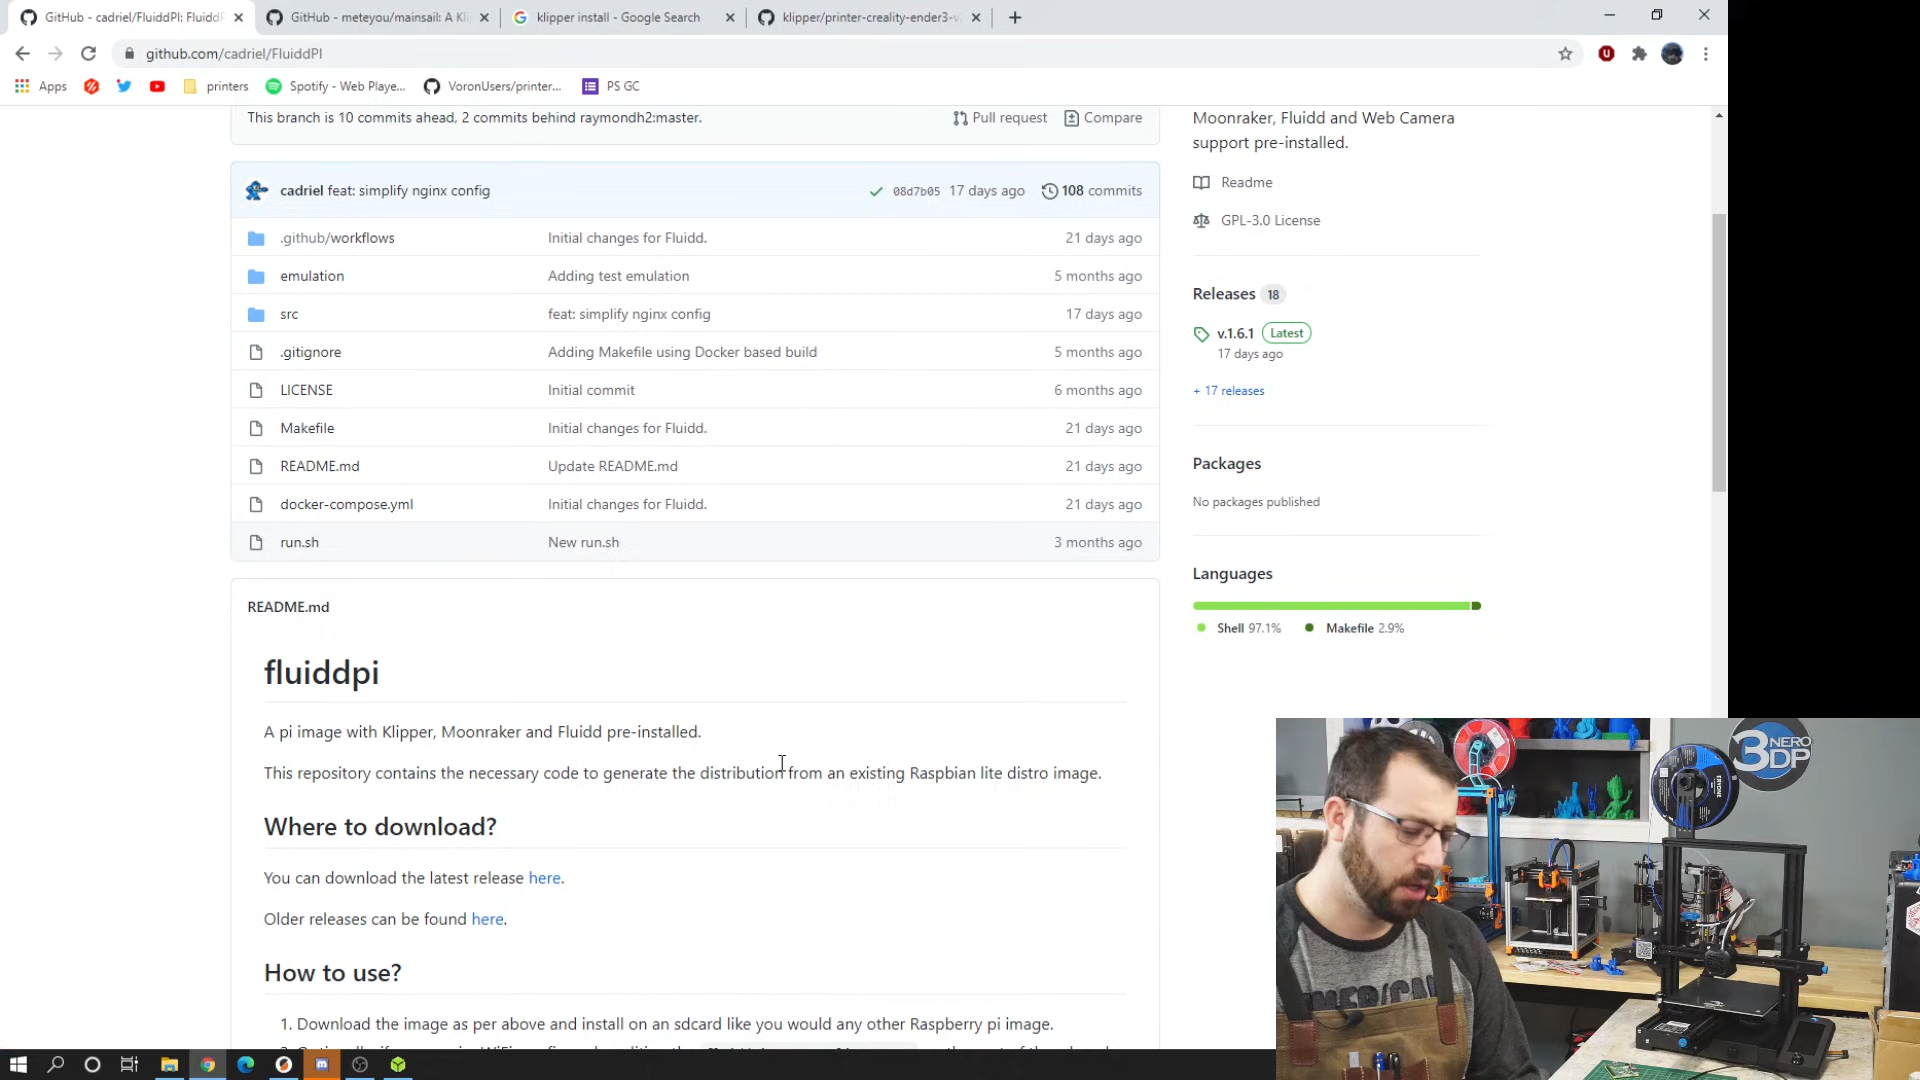 GitHub - cadriel/FluiddPI: Fluidd
GitHub - meteyou/mainsail: A Kli
klipper install - Google Search
klipper/printer-creality-ender3-v
github.com/cadriel/FluiddPI
Apps
printers
Spotify - Web Playe...
VoronUsers/printer...
PS GC
This branch is 10 commits ahead, 2 commits behind raymondh2:master.
Pull request
Compare
cadriel feat: simplify nginx config
08d7b05 17 days ago
108 commits
.github/workflows
Initial changes for Fluidd.
21 days ago
emulation
Adding test emulation
5 months ago
src
feat: simplify nginx config
17 days ago
.gitignore
Adding Makefile using Docker based build
5 months ago
LICENSE
Initial commit
6 months ago
Makefile
Initial changes for Fluidd.
21 days ago
README.md
Update README.md
21 days ago
docker-compose.yml
Initial changes for Fluidd.
21 days ago
run.sh
New run.sh
3 months ago
README.md
fluiddpi
A pi image with Klipper, Moonraker and Fluidd pre-installed.
This repository contains the necessary code to generate the distribution from an existing Raspbian lite distro image.
Where to download?
You can download the latest release here.
Older releases can be found here.
How to use?
1. Download the image as per above and install on an sdcard like you would any other Raspberry pi image.
Moonraker, Fluidd and Web Camera
support pre-installed.
Readme
GPL-3.0 License
Releases 18
v.1.6.1 Latest
17 days ago
+ 17 releases
Packages
No packages published
Languages
Shell 97.1%
Makefile 2.9%
NERO
3DP